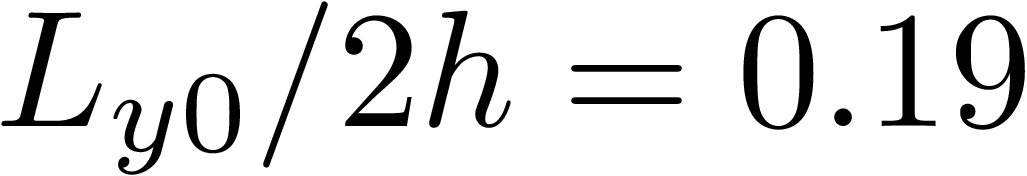 L_{y0}/2h = 0.19